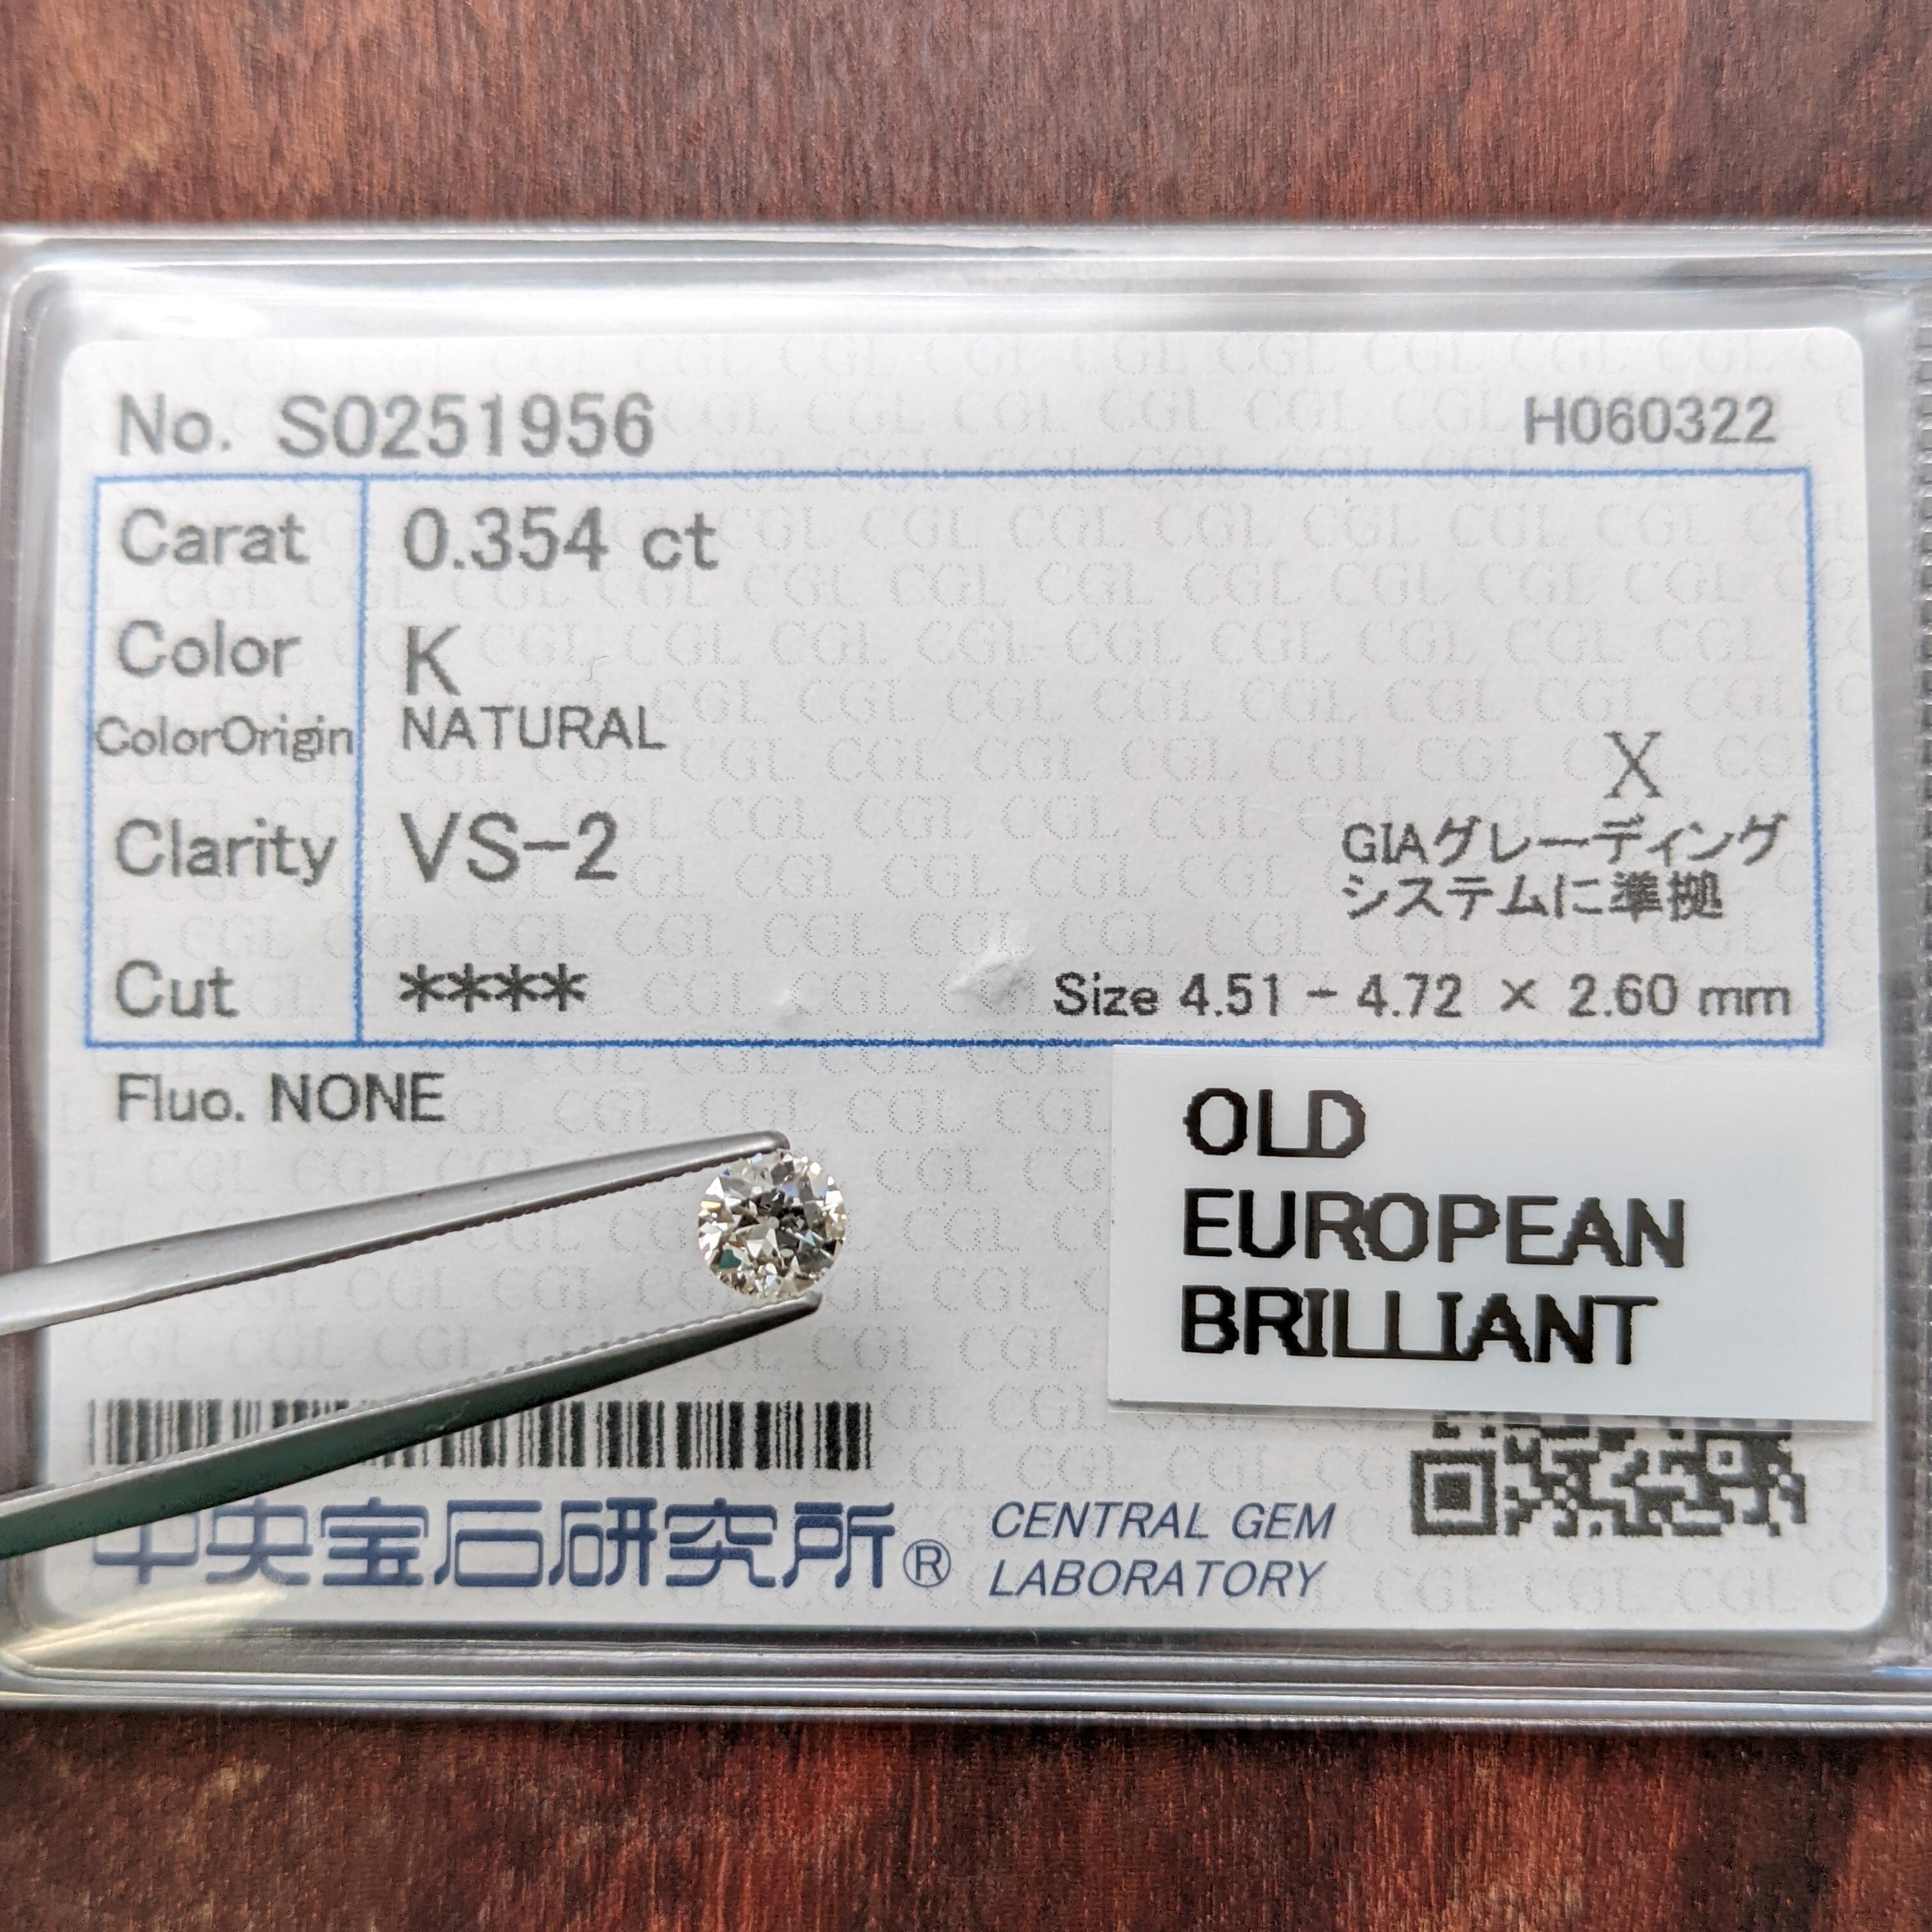 No. S0251956 H060322
Carat 0.354 ct
Color K
ColorOrigin NATURAL
X
Clarity VS-2
GIAグレーディング
システムに準拠
Cut **** Size 4.51 - 4.72 × 2.60 mm
Fluo. NONE
OLD
EUROPEAN
BRILLIANT
中央宝石研究所® CENTRAL GEM
LABORATORY